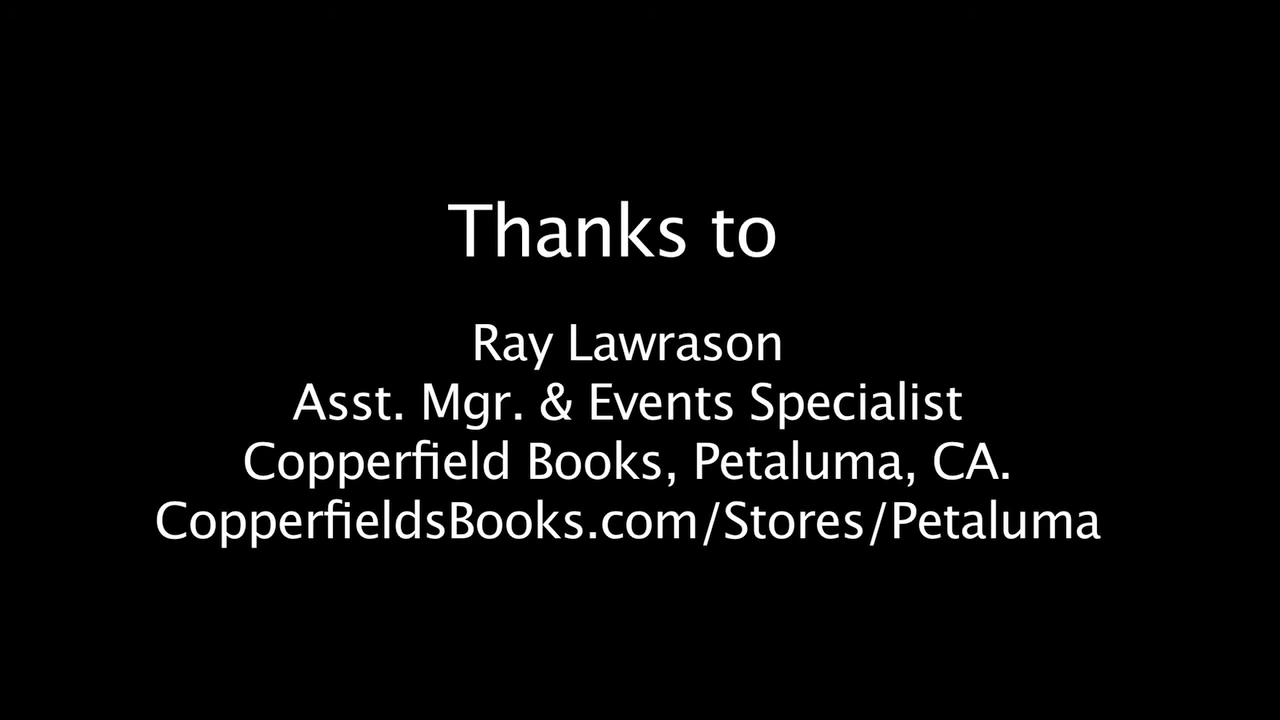 Thanks to
Ray Lawrason
Asst. Mgr. & Events Specialist
Copperfield Books, Petaluma, CA.
CopperfieldsBooks.com/Stores/Petaluma